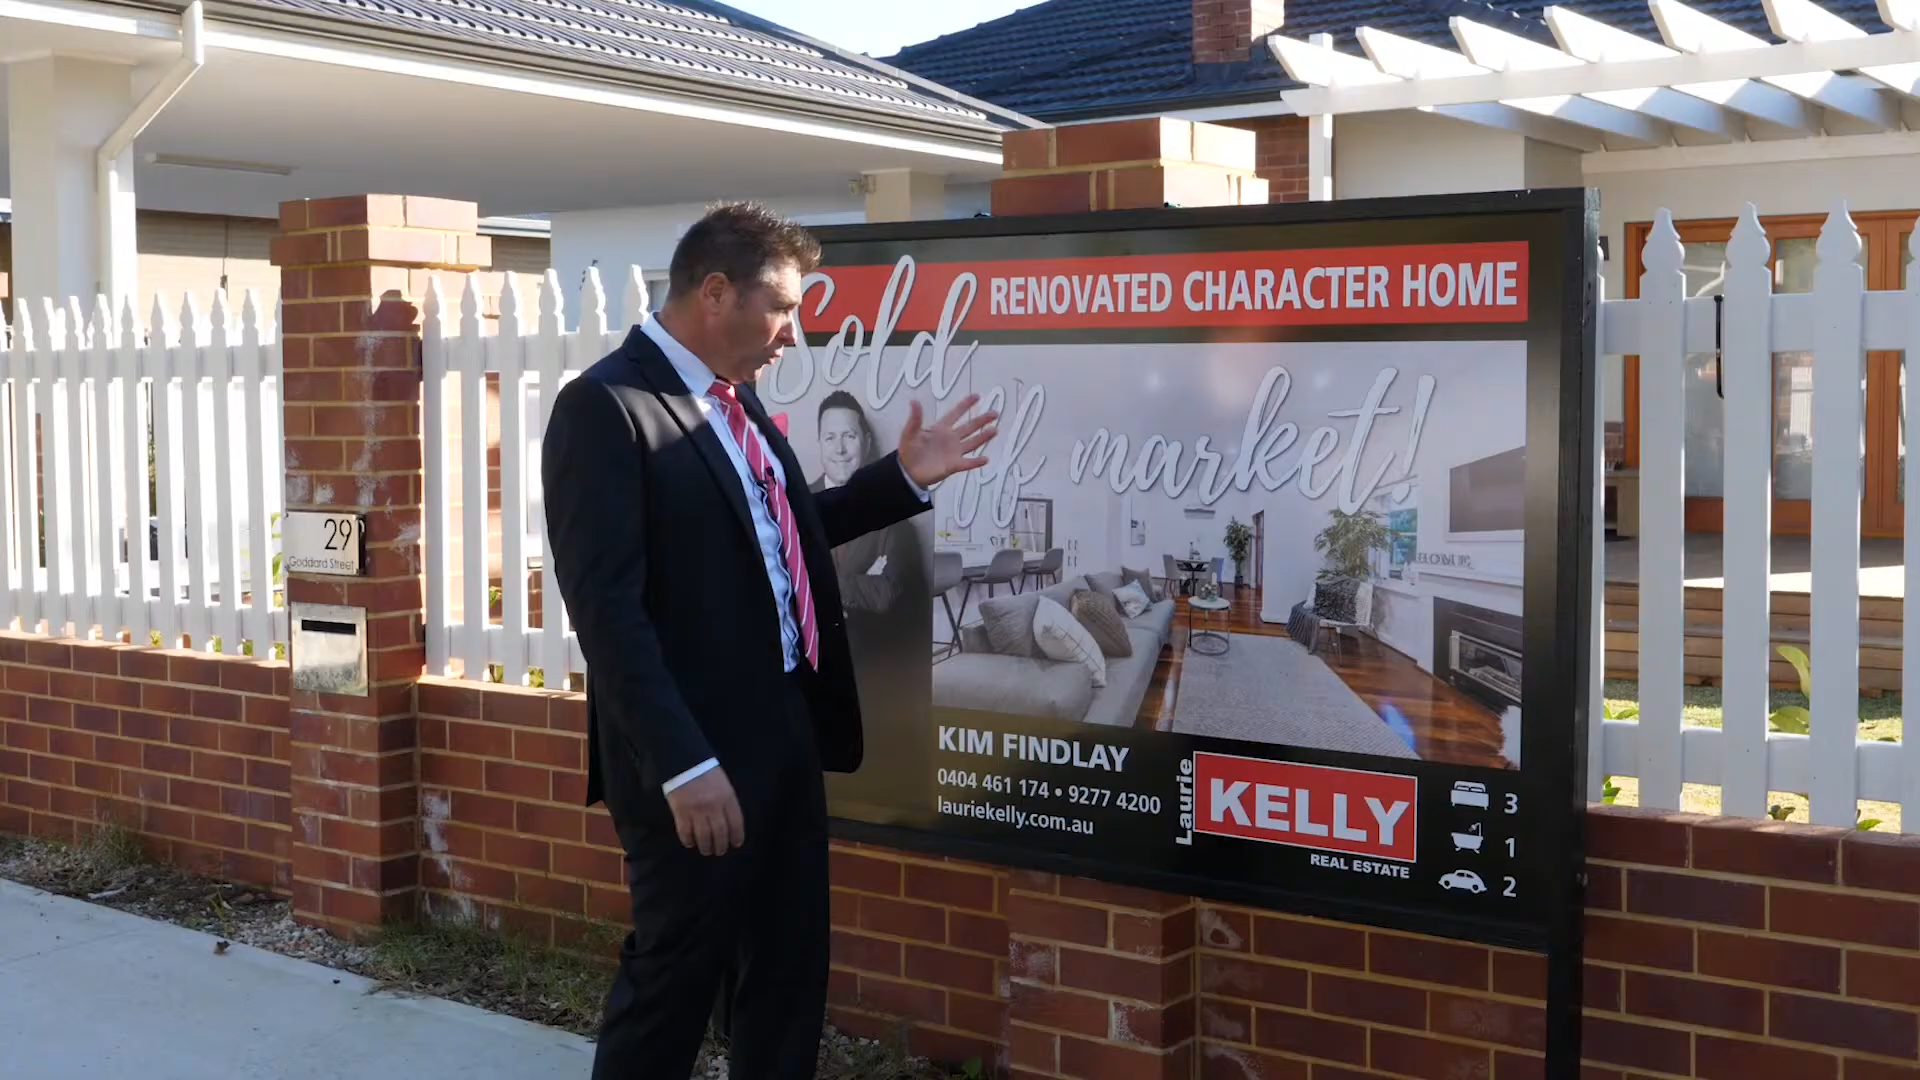 RENOVATED CHARACTER HOME
Sold
off market!
29
Goddard Street
HOME
KIM FINDLAY
0404 461 174 • 9277 4200
lauriekelly.com.au
Laurie
KELLY
REAL ESTATE
3
1
2